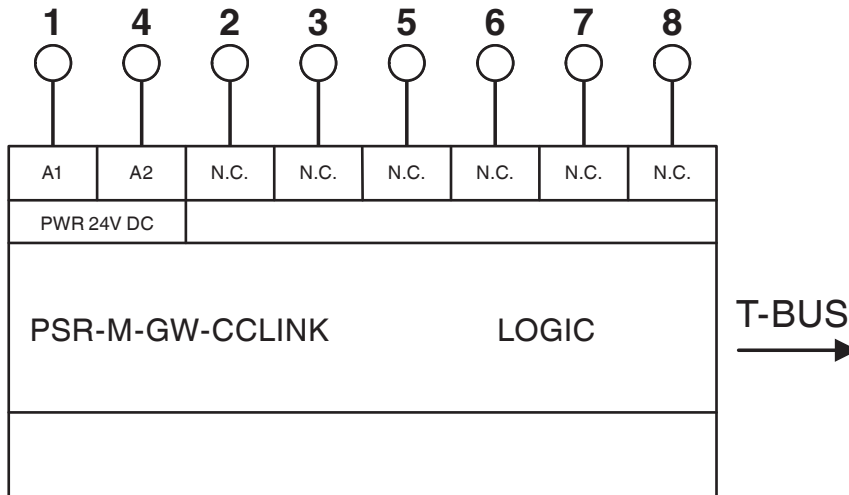 1 4 2 3 5 6 7 8
A1 A2 N.C. N.C. N.C. N.C. N.C. N.C.
PWR 24V DC
PSR-M-GW-CCLINK LOGIC
T-BUS